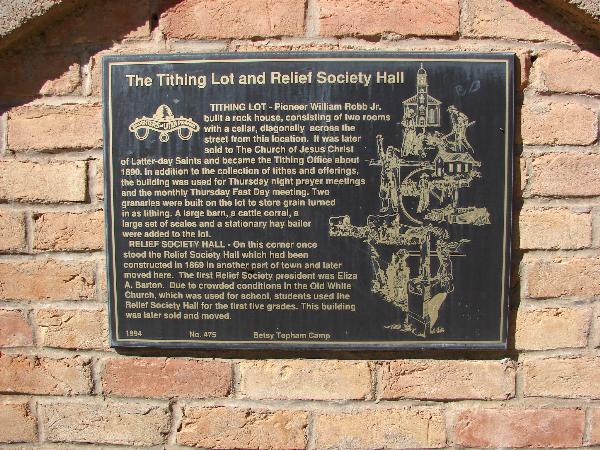 The Tithing Lot and Relief Society Hall
DAUGHTERS of UTAH PIONEERS
TITHING LOT - Pioneer William Robb Jr.
built a rock house, consisting of two rooms
with a cellar, diagonally across the
street from this location. It was later
sold to The Church of Jesus Christ
of Latter-day Saints and became the Tithing Office about
1890. In addition to the collection of tithes and offerings,
the building was used for Thursday night prayer meetings
and the monthly Thursday Fast Day meeting. Two
granaries were built on the lot to store grain turned
in as tithing. A large barn, a cattle corral, a
large set of scales and a stationary hay bailer
were added to the lot.
RELIEF SOCIETY HALL - On this corner once
stood the Relief Society Hall which had been
constructed in 1869 in another part of town and later
moved here. The first Relief Society president was Eliza
A. Barton. Due to crowded conditions in the Old White
Church, which was used for school, students used the
Relief Society Hall for the first five grades. This building
was later sold and moved.
1994 No. 475 Betsy Topham Camp